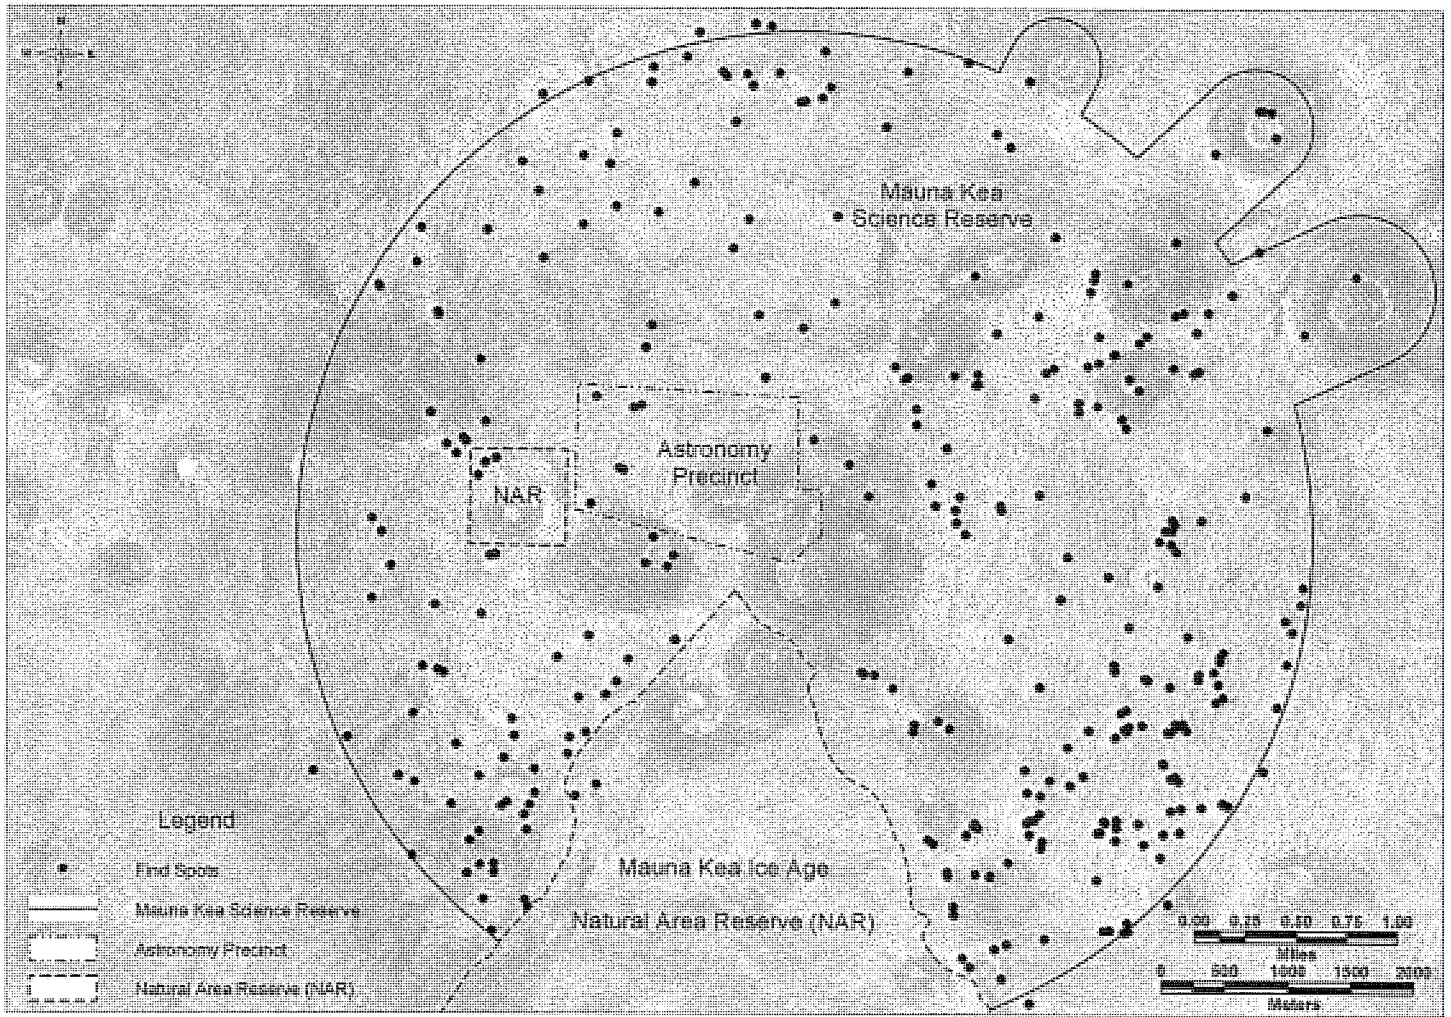 N
W E
S
Mauna Kea
Science Reserve
Astronomy
Precinct
NAR
Legend
Find Spots
Mauna Kea Science Reserve
Astronomy Precinct
Natural Area Reserve (NAR)
Mauna Kea Ice Age
Natural Area Reserve (NAR)
0.00 0.25 0.50 0.75 1.00
Miles
0 500 1000 1500 2000
Meters